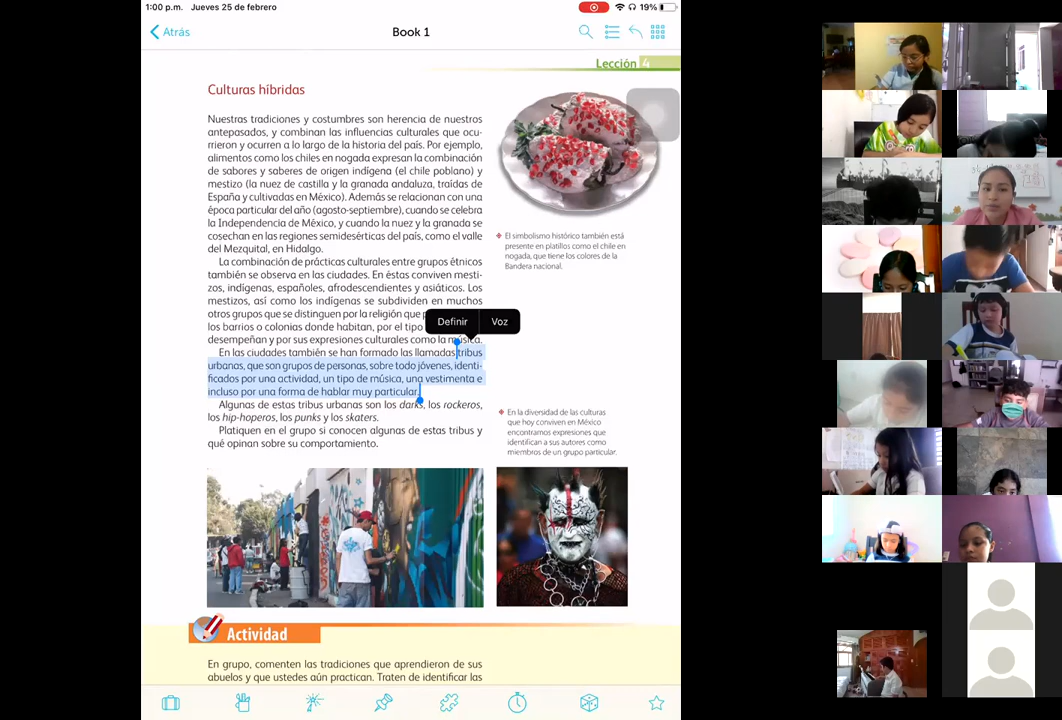 1:00 p.m. Jueves 25 de febrero
19%
Atrás
Book 1
Lección 4
Culturas híbridas
Nuestras tradiciones y costumbres son herencia de nuestros
antepasados, y combinan las influencias culturales que ocu-
rrieron y ocurren a lo largo de la historia del país. Por ejemplo,
alimentos como los chiles en nogada expresan la combinación
de sabores y saberes de origen indígena (el chile poblano) y
mestizo (la nuez de castilla y la granada andaluza, traídas de
España y cultivadas en México). Además se relacionan con una
época particular del año (agosto-septiembre), cuando se celebra
la Independencia de México, y cuando la nuez y la granada se
cosechan en las regiones semidesérticas del país, como el valle
del Mezquital, en Hidalgo.
La combinación de prácticas culturales entre grupos étnicos
también se observa en las ciudades. En éstas conviven mesti-
zos, indígenas, españoles, afrodescendientes y asiáticos. Los
mestizos, así como los indígenas se subdividen en muchos
otros grupos que se distinguen por la religión que
los barrios o colonias donde habitan, por el tipo
desempeña y por sus expresiones culturales como la música.
En las ciudades también se han formado las llamadas tribus
urbanas, que son grupos de personas, sobre todo jóvenes, identi-
ficados por una actividad, un tipo de música, una vestimenta e
incluso por una forma de hablar muy particular.
Algunas de estas tribus urbanas son los darks, los rockeros,
los hip-hoperos, los punks y los skaters.
Platiquen en el grupo si conocen algunas de estas tribus y
qué opinan sobre su comportamiento.
Definir Voz
El simbolismo histórico también está
presente en platillos como el chile en
nogada, que tiene los colores de la
Bandera nacional.
En la diversidad de las culturas
que hoy conviven en México
encontramos expresiones que
identifican a sus autores como
miembros de un grupo particular.
Actividad
En grupo, comenten las tradiciones que aprendieron de sus
abuelos y que ustedes aún practican. Traten de identificar las